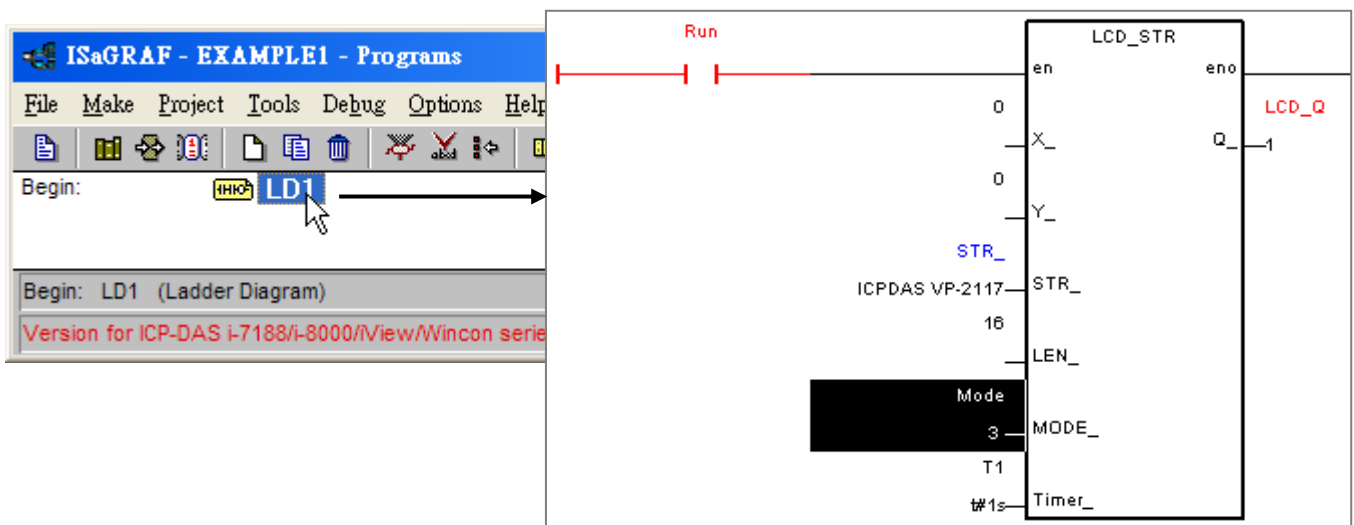 ISaGRAF - EXAMPLE1 - Programs
File Make Project Tools Debug Options Help
Begin: LD1
Begin: LD1 (Ladder Diagram)
Version for ICP-DAS i-7188/i-8000/iView/Wincon serie
Run
LCD_STR
en eno
0 LCD_Q
X_ Q_ 1
0
Y_
STR_
ICPDAS VP-2117 STR_
16
LEN_
Mode
3 MODE_
T1
t#1s Timer_